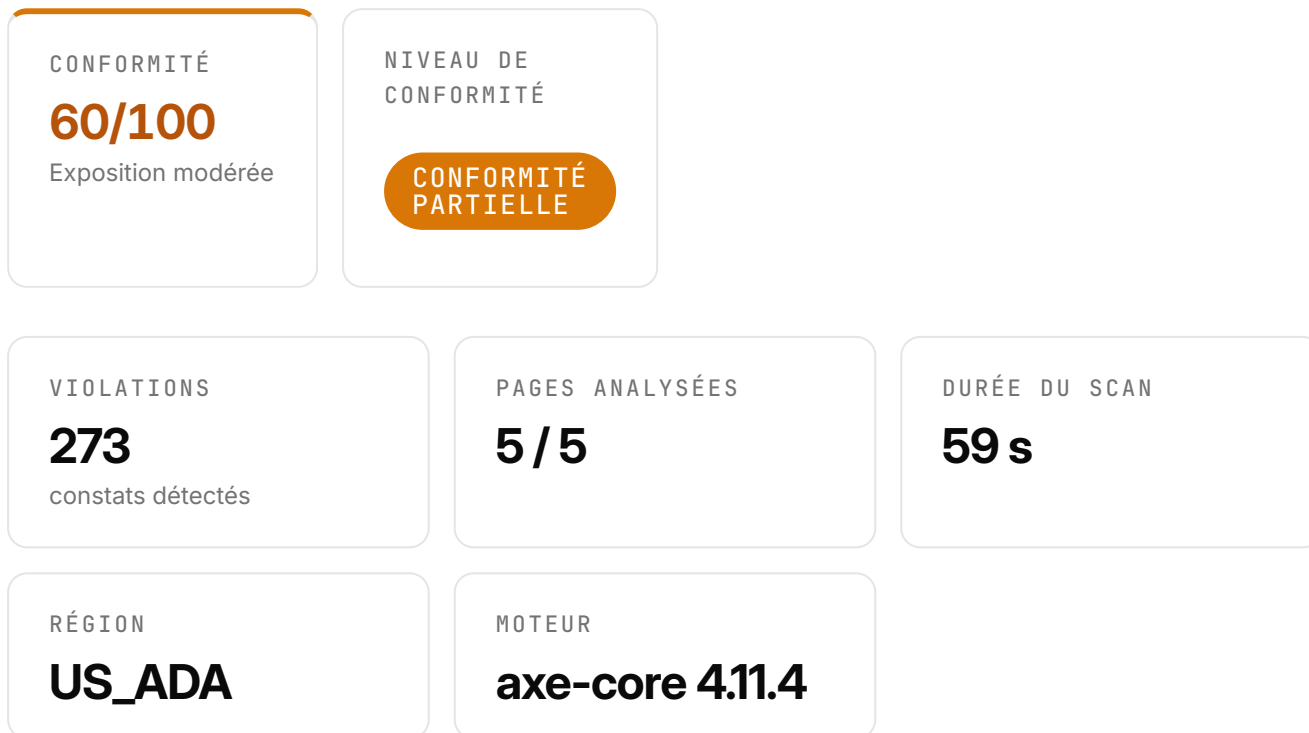 CONFORMITÉ
60/100
Exposition modérée
NIVEAU DE
CONFORMITÉ
CONFORMITÉ
PARTIELLE
VIOLATIONS
273
constats détectés
PAGES ANALYSÉES
5 / 5
DURÉE DU SCAN
59 s
RÉGION
US_ADA
MOTEUR
axe-core 4.11.4